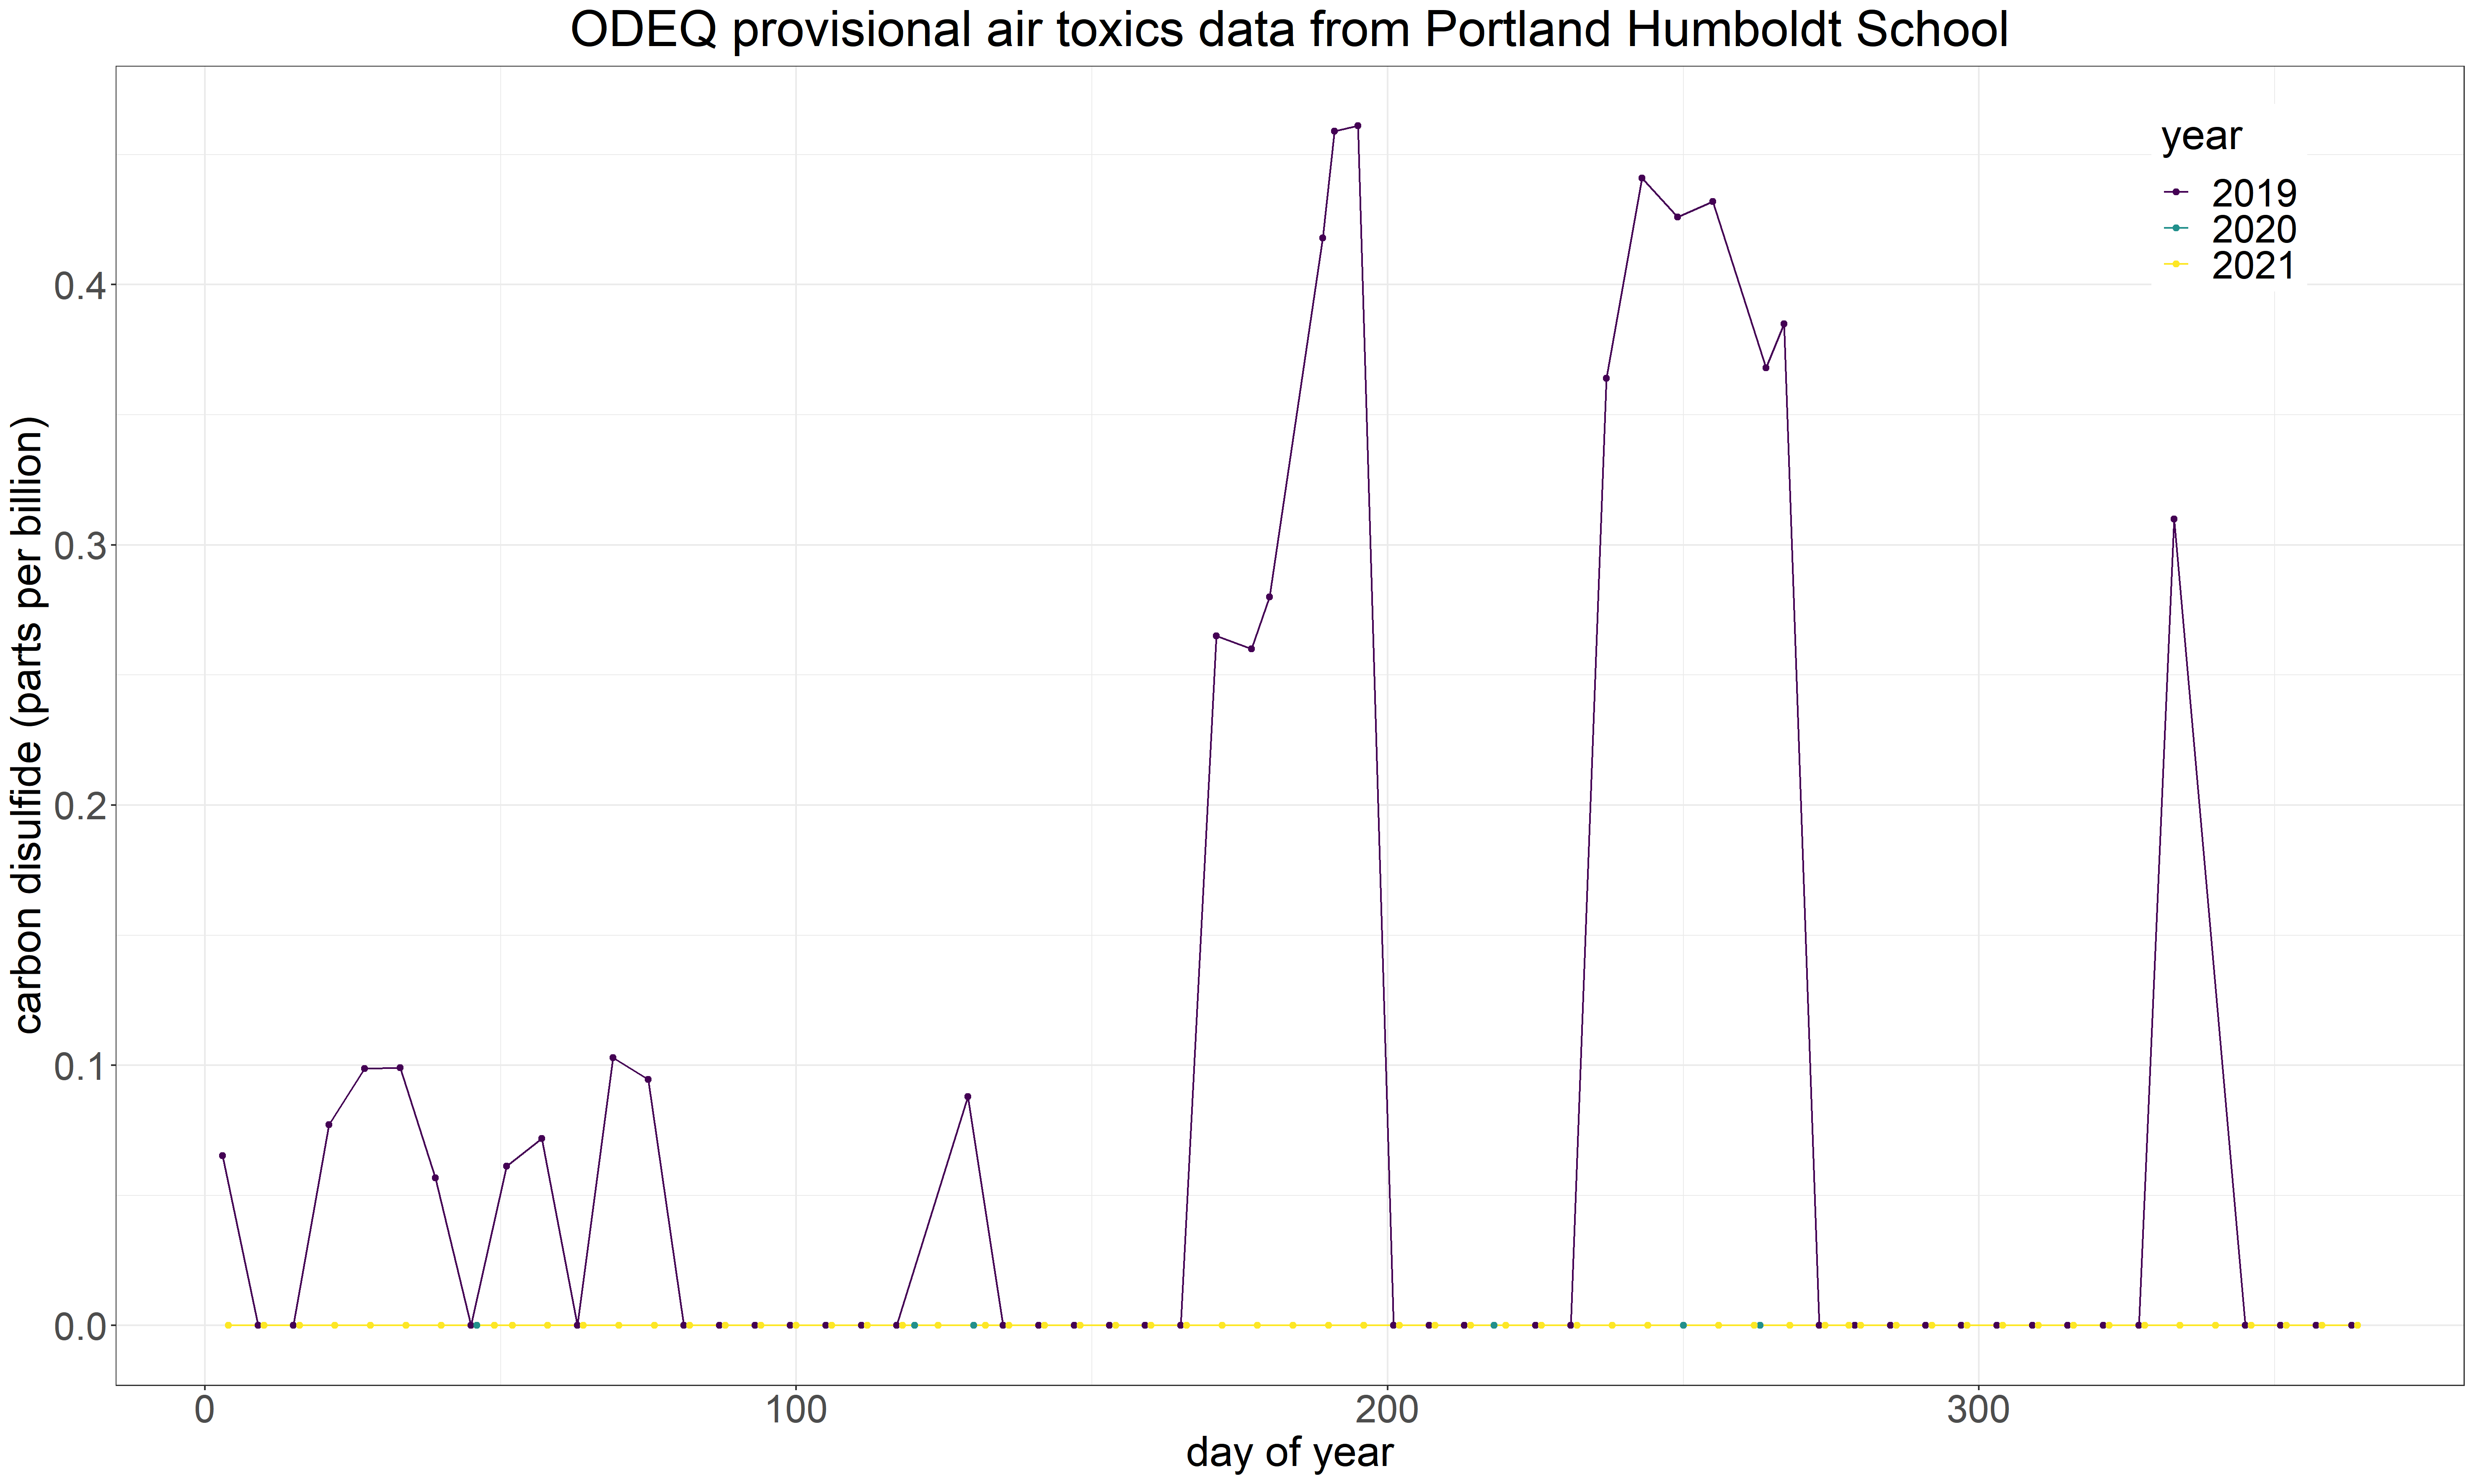 ODEQ provisional air toxics data from Portland Humboldt School
year
2019
2020
2021
carbon disulfide (parts per billion)
0.4
0.3
0.2
0.1
0.0
0 100 200 300
day of year